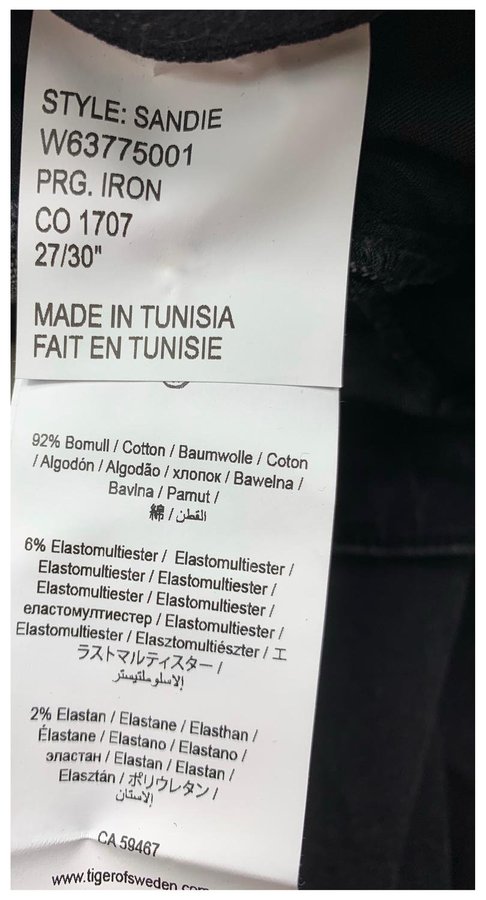 STYLE: SANDIE
W63775001
PRG. IRON
CO 1707
27/30"
MADE IN TUNISIA
FAIT EN TUNISIE
92% Bomull / Cotton / Baumwolle / Coton
/ Algodón / Algodão / хлопок / Bawełna /
Bavlna / Pamut /
綿 / القطن
6% Elastomultiester / Elastomultiester /
Elastomultiester / Elastomultiester /
Elastomultiester / Elastomultiester /
еластомултиестер / Elastomultiester /
Elastomultiester / Elasztomultiészter / エ
ラストマルティスター /
الاسلوملتيستر
2% Elastan / Elastane / Elasthan /
Élastane / Elastano / Elastano /
эластан / Elastan / Elastan /
Elasztán / ポリウレタン /
الاستان
CA 59467
www.tigerofsweden.com